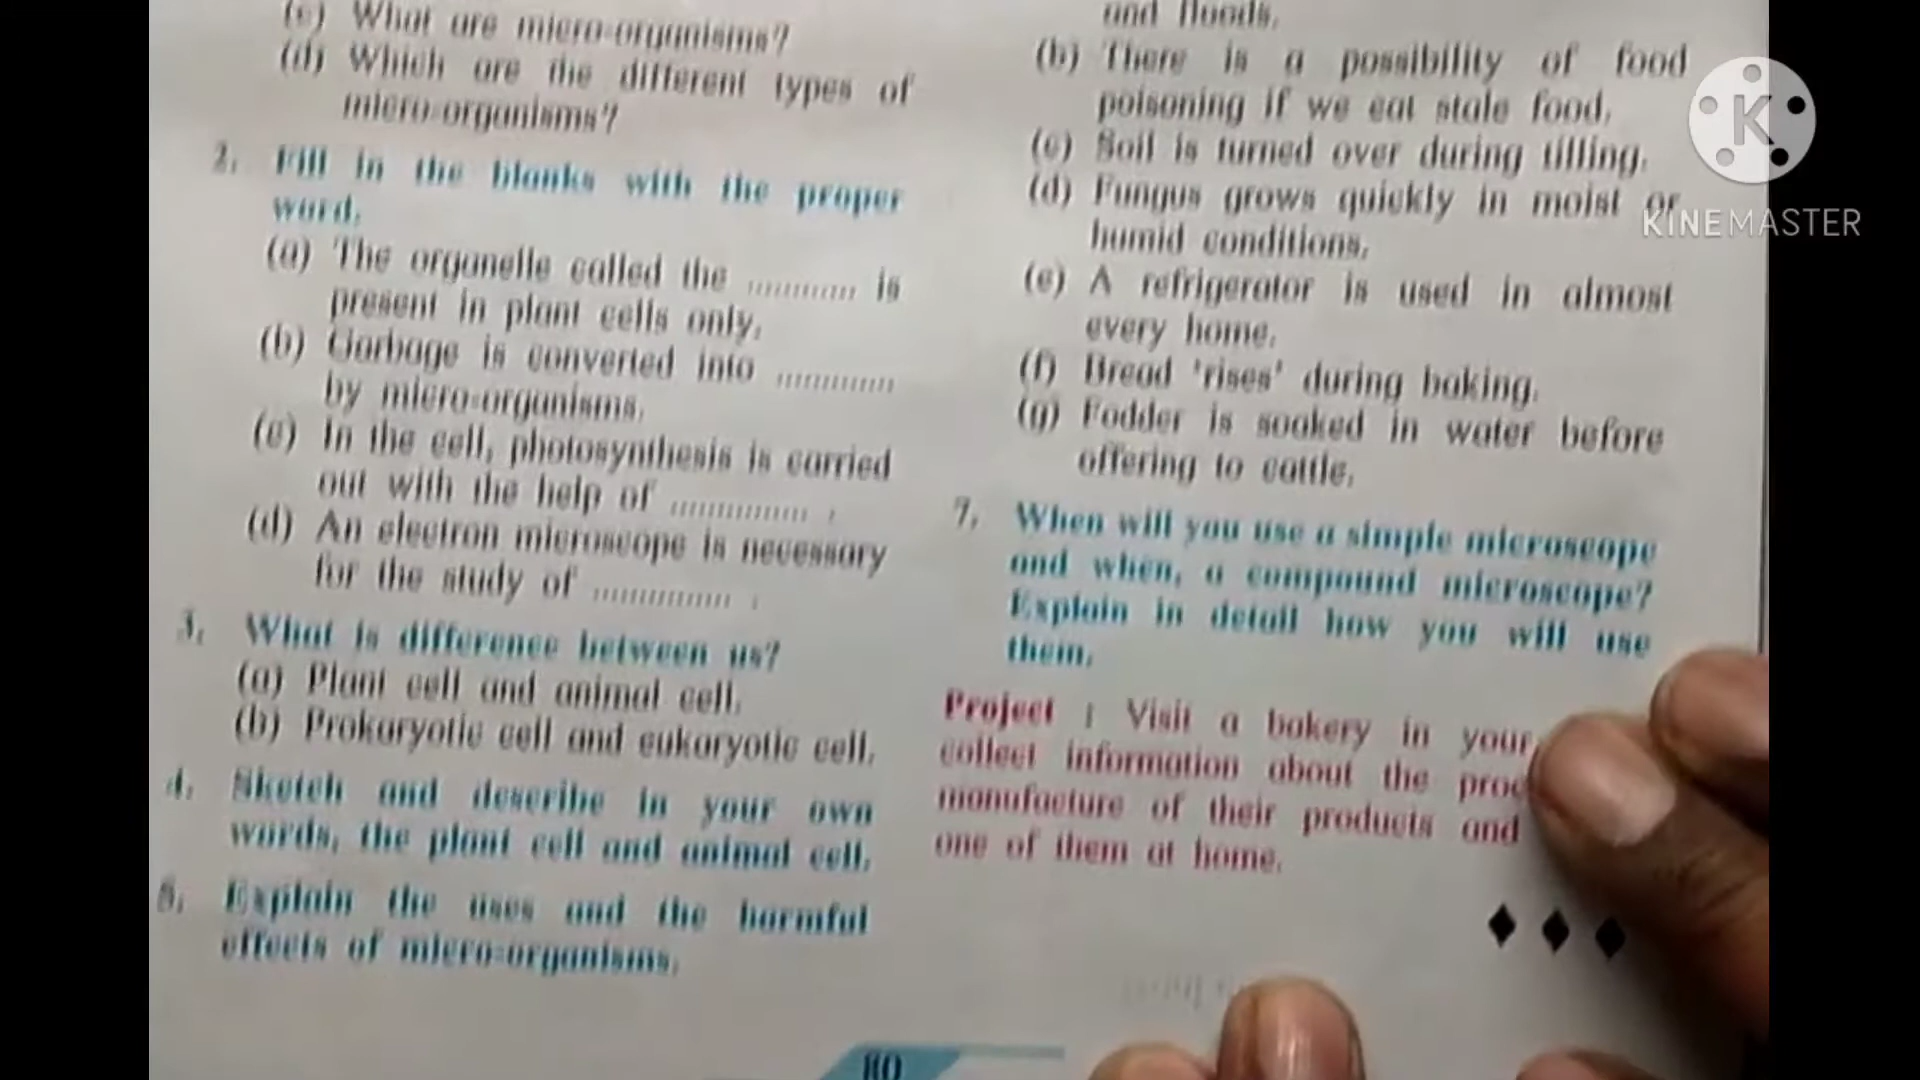 (c) What are micro-organisms?
(d) Which are the different types of
micro-organisms?
2. Fill in the blanks with the proper
word.
(a) The organelle called the ............ is
present in plant cells only.
(b) Garbage is converted into .............
by micro-organisms.
(c) In the cell, photosynthesis is carried
out with the help of ............... .
(d) An electron microscope is necessary
for the study of ............... .
3. What is difference between us?
(a) Plant cell and animal cell.
(b) Prokaryotic cell and eukaryotic cell.
4. Sketch and describe in your own
words, the plant cell and animal cell.
5. Explain the uses and the harmful
effects of micro-organisms.
and floods.
(b) There is a possibility of food
poisoning if we eat stale food.
(c) Soil is turned over during tilling.
(d) Fungus grows quickly in moist or
humid conditions.
(e) A refrigerator is used in almost
every home.
(f) Bread 'rises' during baking.
(g) Fodder is soaked in water before
offering to cattle.
7. When will you use a simple microscope
and when, a compound microscope?
Explain in detail how you will use
them.
Project : Visit a bakery in your
collect information about the proc
manufacture of their products and
one of them at home.
80
K
KINEMASTER